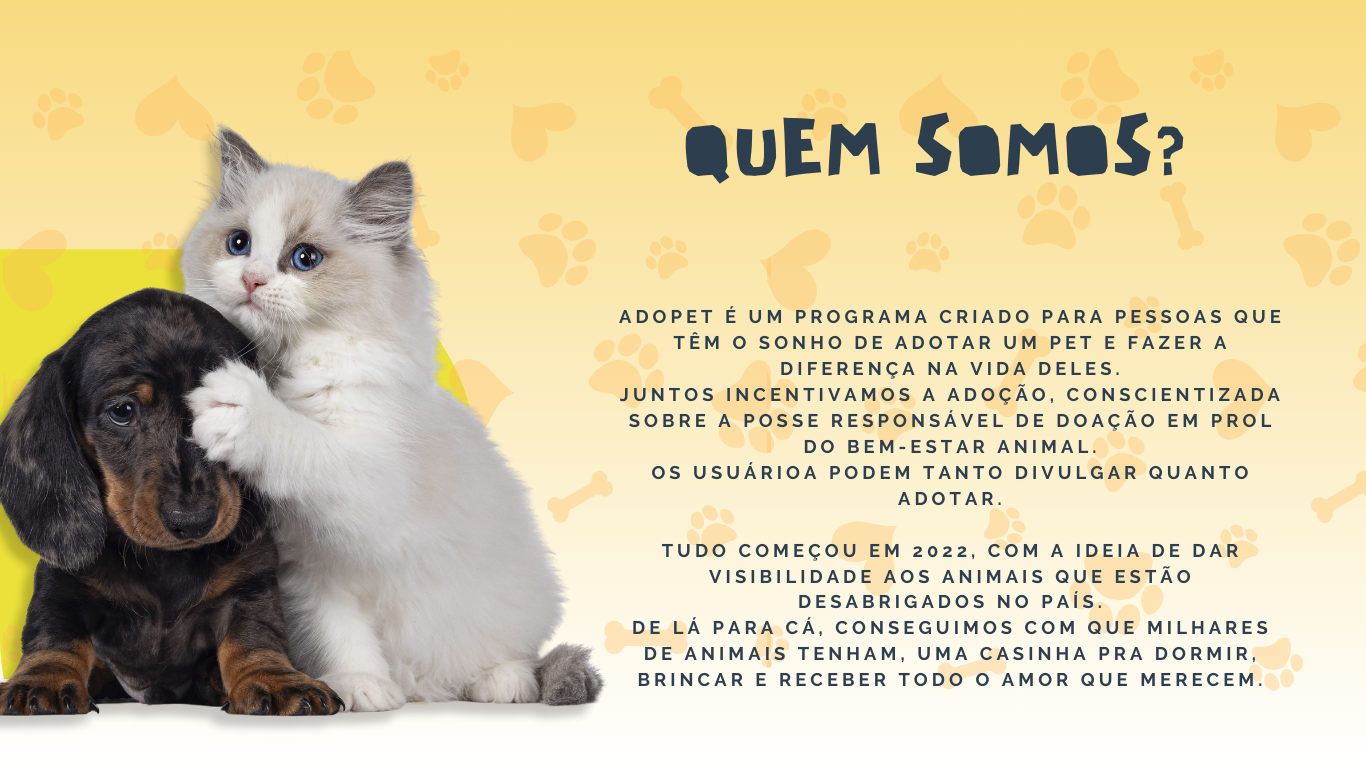 QUEM SOMOS?
ADOPET É UM PROGRAMA CRIADO PARA PESSOAS QUE
TÊM O SONHO DE ADOTAR UM PET E FAZER A
DIFERENÇA NA VIDA DELES.
JUNTOS INCENTIVAMOS A ADOÇÃO, CONSCIENTIZADA
SOBRE A POSSE RESPONSÁVEL DE DOAÇÃO EM PROL
DO BEM-ESTAR ANIMAL.
OS USUÁRIOA PODEM TANTO DIVULGAR QUANTO
ADOTAR.
TUDO COMEÇOU EM 2022, COM A IDEIA DE DAR
VISIBILIDADE AOS ANIMAIS QUE ESTÃO
DESABRIGADOS NO PAÍS.
DE LÁ PARA CÁ, CONSEGUIMOS COM QUE MILHARES
DE ANIMAIS TENHAM, UMA CASINHA PRA DORMIR,
BRINCAR E RECEBER TODO O AMOR QUE MERECEM.